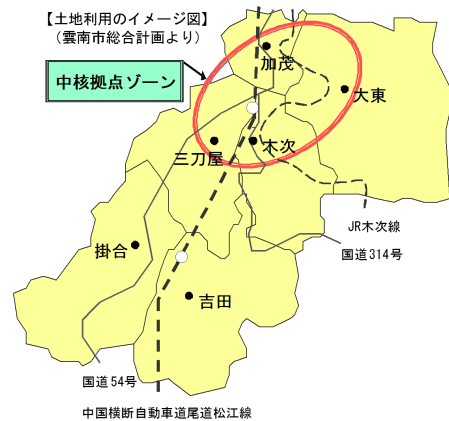 【土地利用のイメージ図】
（雲南市総合計画より）
中核拠点ゾーン
加茂
大東
三刀屋
木次
JR木次線
国道314号
掛合
吉田
国道54号
中国横断自動車道尾道松江線